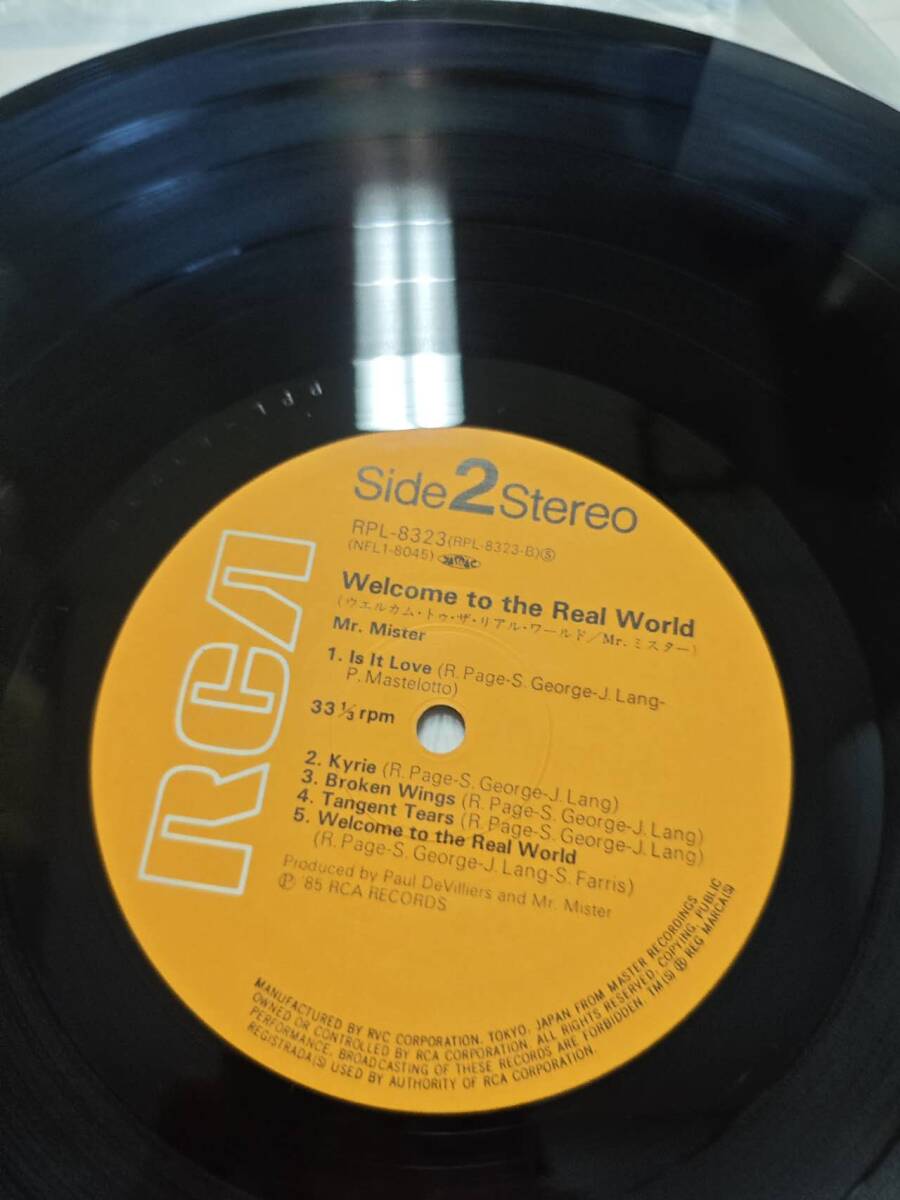 RCA
Side 2 Stereo
RPL-8323 (RPL-8323-B) Ⓢ
(NFL1-8045) JASRAC
Welcome to the Real World
(ウエルカム・トゥ・ザ・リアル・ワールド/Mr.ミスター)
Mr. Mister
1. Is It Love (R. Page-S. George-J. Lang-
P. Mastelotto)
33 1/3 rpm
2. Kyrie (R. Page-S. George-J. Lang)
3. Broken Wings (R. Page-S. George-J. Lang)
4. Tangent Tears (R. Page-S. George-J. Lang)
5. Welcome to the Real World
(R. Page-S. George-J. Lang-S. Farris)
Produced by Paul DeVilliers and Mr. Mister
Ⓟ '85 RCA RECORDS
MANUFACTURED BY RVC CORPORATION, TOKYO, JAPAN FROM MASTER RECORDINGS
OWNED OR CONTROLLED BY RCA CORPORATION. ALL RIGHTS RESERVED, COPYING, PUBLIC
PERFORMANCE, BROADCASTING OF THESE RECORDS ARE FORBIDDEN. TM(S) ® REG MARCA(S)
REGISTRADA(S) USED BY AUTHORITY OF RCA CORPORATION.